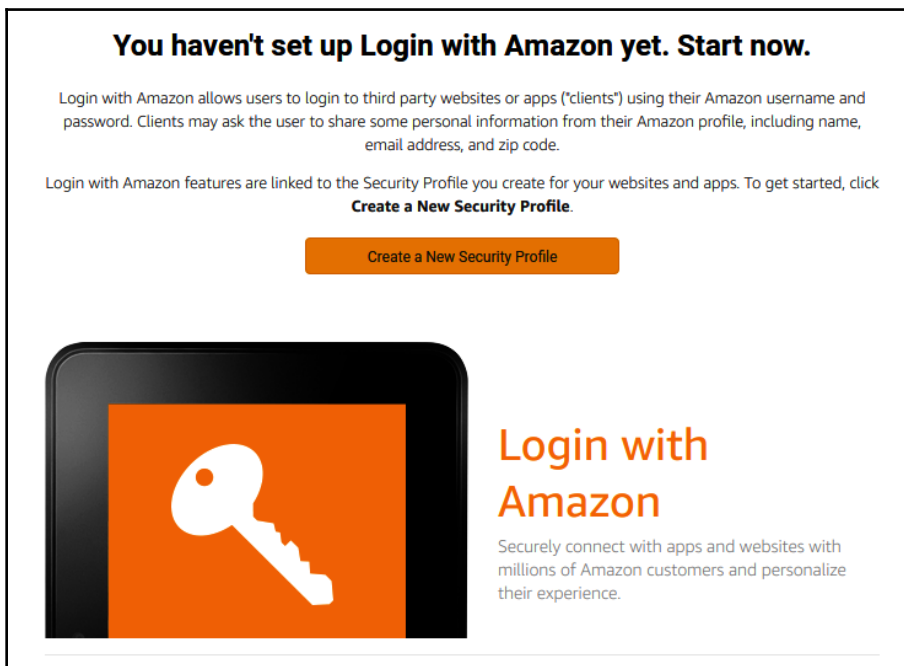 You haven't set up Login with Amazon yet. Start now.
Login with Amazon allows users to login to third party websites or apps ("clients") using their Amazon username and
password. Clients may ask the user to share some personal information from their Amazon profile, including name,
email address, and zip code.
Login with Amazon features are linked to the Security Profile you create for your websites and apps. To get started, click
Create a New Security Profile.
Create a New Security Profile
Login with
Amazon
Securely connect with apps and websites with
millions of Amazon customers and personalize
their experience.